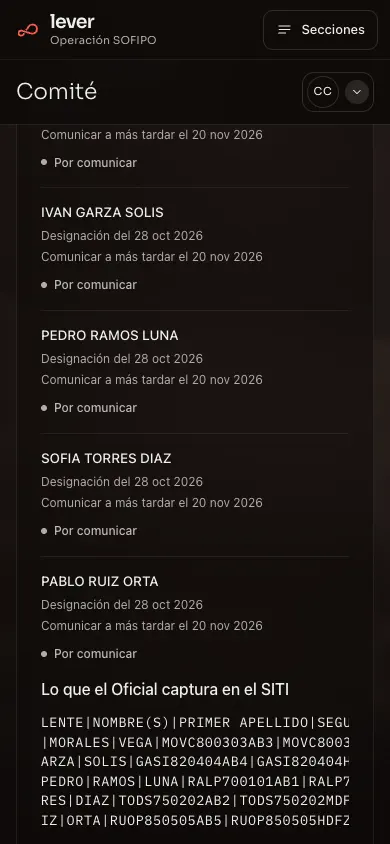 lever
Operación SOFIPO
Secciones
Comité
CC
Comunicar a más tardar el 20 nov 2026
Por comunicar
IVAN GARZA SOLIS
Designación del 28 oct 2026
Comunicar a más tardar el 20 nov 2026
Por comunicar
PEDRO RAMOS LUNA
Designación del 28 oct 2026
Comunicar a más tardar el 20 nov 2026
Por comunicar
SOFIA TORRES DIAZ
Designación del 28 oct 2026
Comunicar a más tardar el 20 nov 2026
Por comunicar
PABLO RUIZ ORTA
Designación del 28 oct 2026
Comunicar a más tardar el 20 nov 2026
Por comunicar
Lo que el Oficial captura en el SITI
LENTE|NOMBRE(S)|PRIMER APELLIDO|SEGU
|MORALES|VEGA|MOVC800303AB3|MOVC8003
ARZA|SOLIS|GASI820404AB4|GASI820404H
PEDRO|RAMOS|LUNA|RALP700101AB1|RALP7
RES|DIAZ|TODS750202AB2|TODS750202MDF
IZ|ORTA|RUOP850505AB5|RUOP850505HDFZ